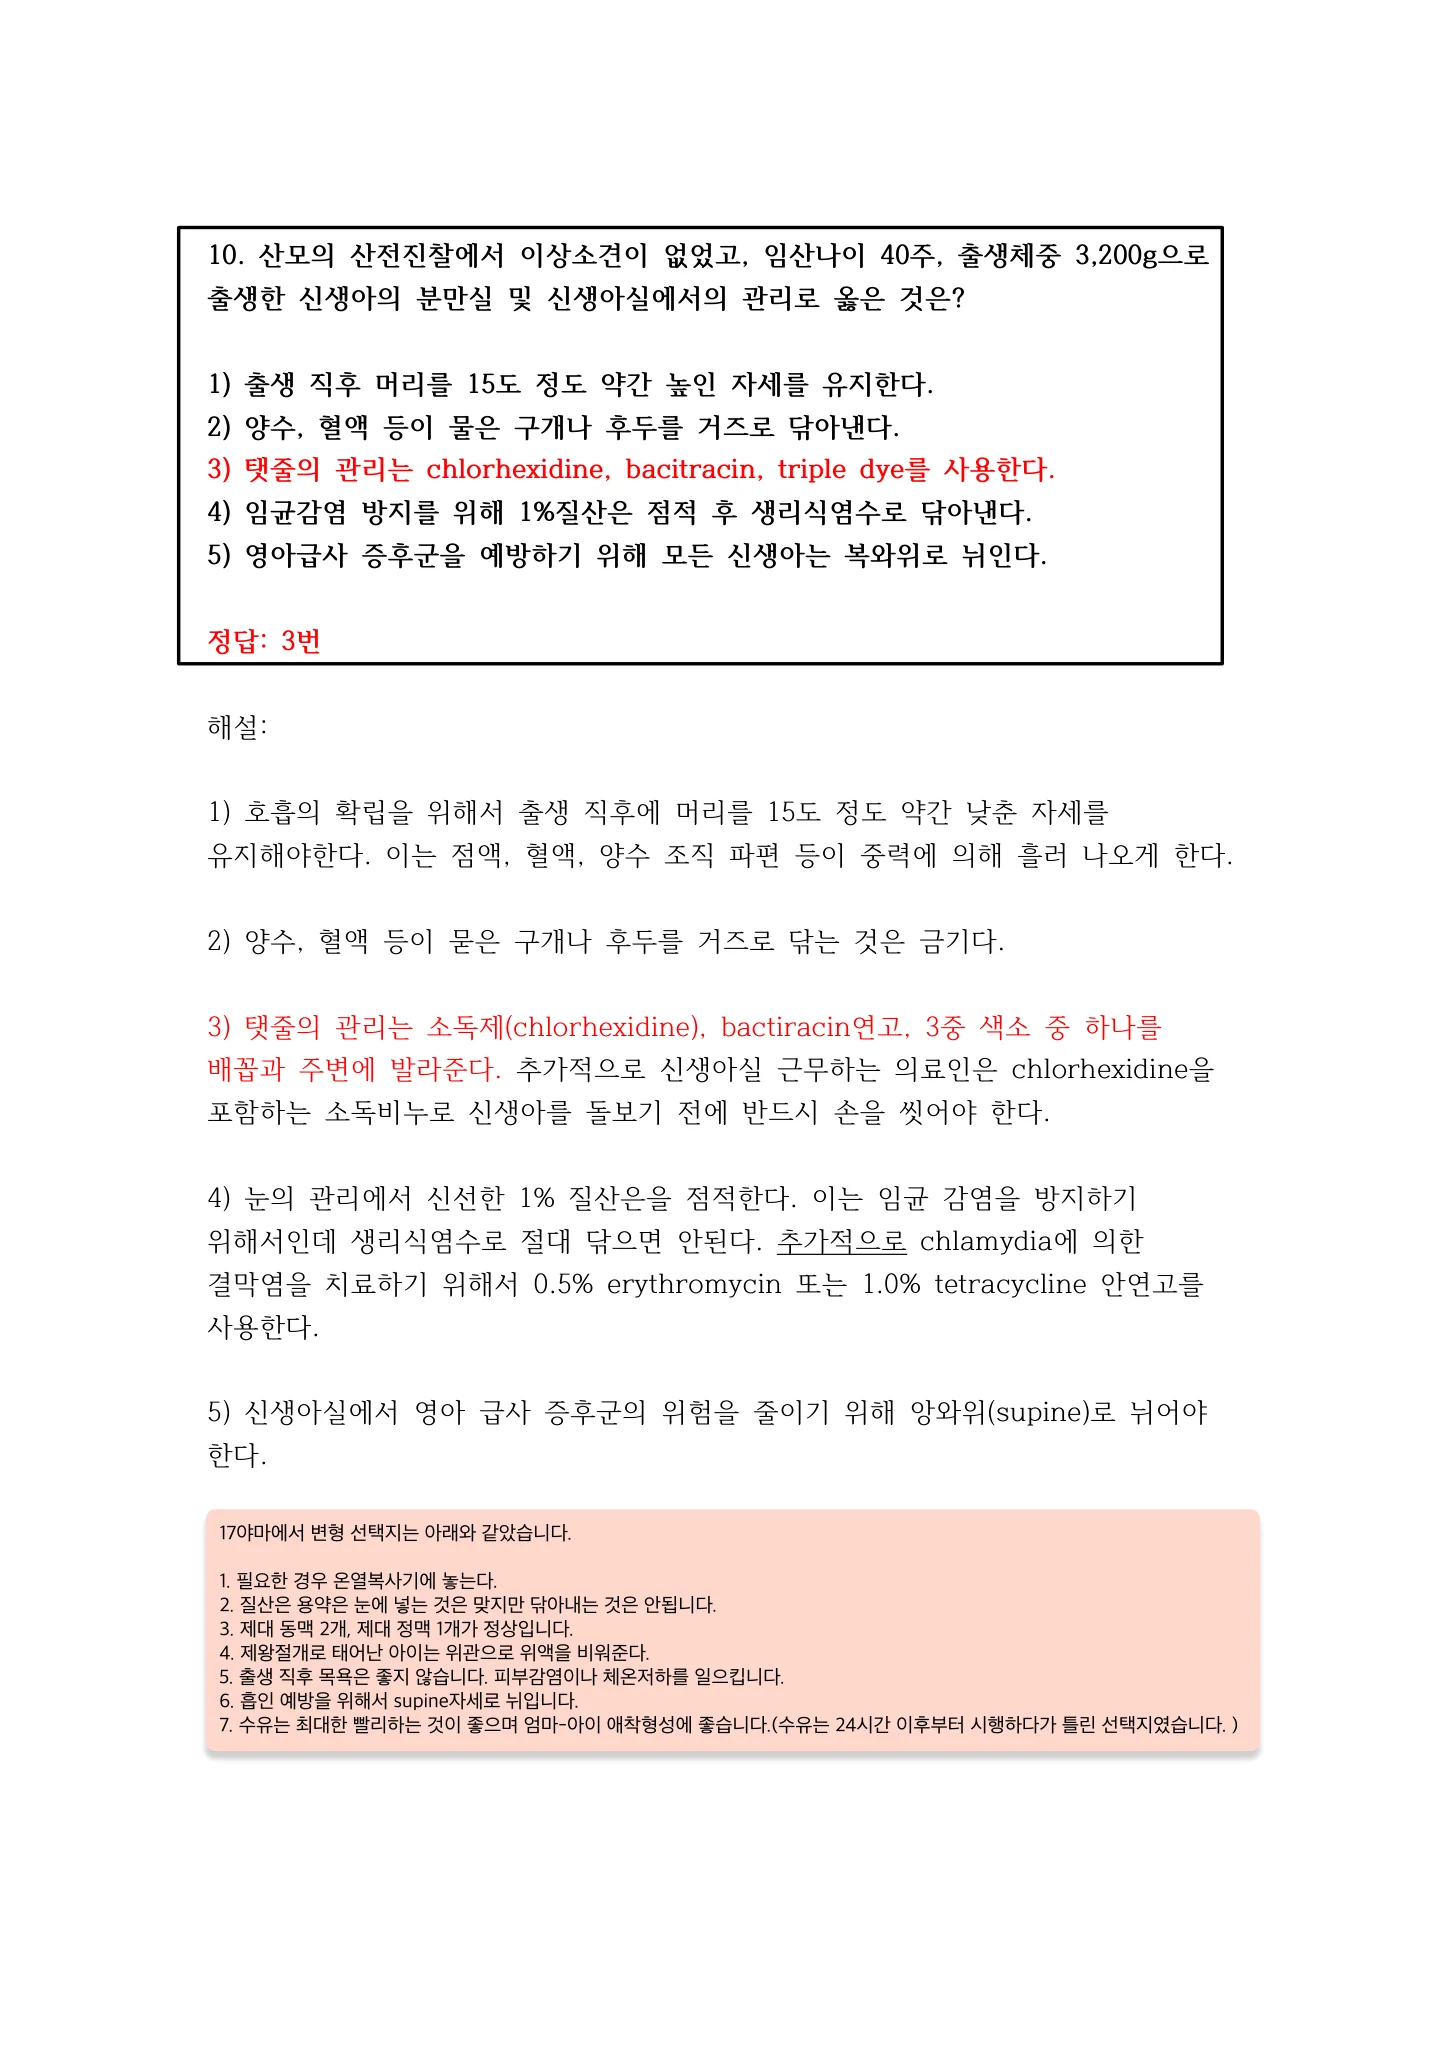 10. 산모의 산전진찰에서 이상소견이 없었고, 임산나이 40주, 출생체중 3,200g으로
출생한 신생아의 분만실 및 신생아실에서의 관리로 옳은 것은?
1) 출생 직후 머리를 15도 정도 약간 높인 자세를 유지한다.
2) 양수, 혈액 등이 물은 구개나 후두를 거즈로 닦아낸다.
3) 탯줄의 관리는 chlorhexidine, bacitracin, triple dye를 사용한다.
4) 임균감염 방지를 위해 1%질산은 점적 후 생리식염수로 닦아낸다.
5) 영아급사 증후군을 예방하기 위해 모든 신생아는 복와위로 뉘인다.
정답: 3번
해설:
1) 호흡의 확립을 위해서 출생 직후에 머리를 15도 정도 약간 낮춘 자세를
유지해야한다. 이는 점액, 혈액, 양수 조직 파편 등이 중력에 의해 흘러 나오게 한다.
2) 양수, 혈액 등이 묻은 구개나 후두를 거즈로 닦는 것은 금기다.
3) 탯줄의 관리는 소독제(chlorhexidine), bactiracin연고, 3중 색소 중 하나를
배꼽과 주변에 발라준다. 추가적으로 신생아실 근무하는 의료인은 chlorhexidine을
포함하는 소독비누로 신생아를 돌보기 전에 반드시 손을 씻어야 한다.
4) 눈의 관리에서 신선한 1% 질산은을 점적한다. 이는 임균 감염을 방지하기
위해서인데 생리식염수로 절대 닦으면 안된다. 추가적으로 chlamydia에 의한
결막염을 치료하기 위해서 0.5% erythromycin 또는 1.0% tetracycline 안연고를
사용한다.
5) 신생아실에서 영아 급사 증후군의 위험을 줄이기 위해 앙와위(supine)로 뉘어야
한다.
17야마에서 변형 선택지는 아래와 같았습니다.
1. 필요한 경우 온열복사기에 놓는다.
2. 질산은 용약은 눈에 넣는 것은 맞지만 닦아내는 것은 안됩니다.
3. 제대 동맥 2개, 제대 정맥 1개가 정상입니다.
4. 제왕절개로 태어난 아이는 위관으로 위액을 비워준다.
5. 출생 직후 목욕은 좋지 않습니다. 피부감염이나 체온저하를 일으킵니다.
6. 흡인 예방을 위해서 supine자세로 뉘입니다.
7. 수유는 최대한 빨리하는 것이 좋으며 엄마-아이 애착형성에 좋습니다.(수유는 24시간 이후부터 시행하다가 틀린 선택지였습니다. )